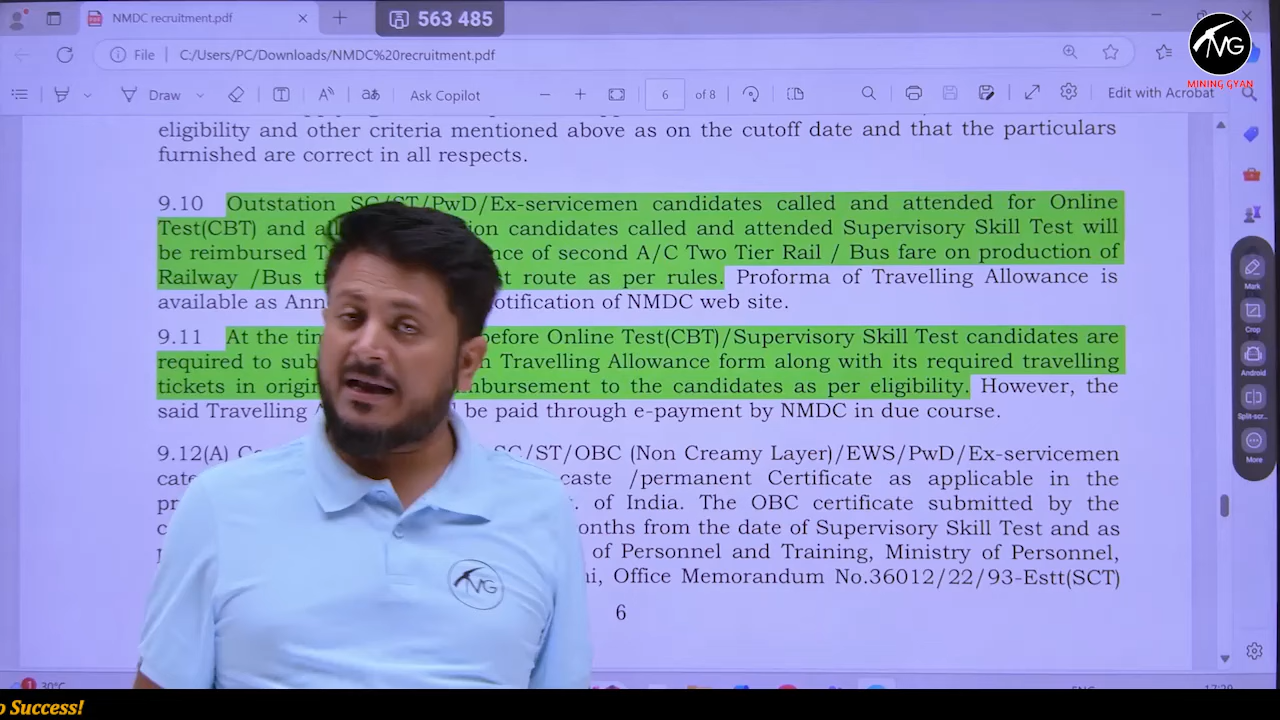 NMDC recruitment.pdf
563 485
File C:/Users/PC/Downloads/NMDC%20recruitment.pdf
Draw Ask Copilot 6 of 8 Edit with Acrobat
MG
MINING GYAN
eligibility and other criteria mentioned above as on the cutoff date and that the particulars
furnished are correct in all respects.
9.10 Outstation SC/ST/PwD/Ex-servicemen candidates called and attended for Online
Test(CBT) and candidates called and attended Supervisory Skill Test will
be reimbursed of second A/C Two Tier Rail / Bus fare on production of
Railway /Bus route as per rules. Proforma of Travelling Allowance is
available as of NMDC web site.
9.11 At the before Online Test(CBT)/Supervisory Skill Test candidates are
required to Travelling Allowance form along with its required travelling
tickets in to the candidates as per eligibility. However, the
said Travelling be paid through e-payment by NMDC in due course.
9.12(A) SC/ST/OBC (Non Creamy Layer)/EWS/PwD/Ex-servicemen
caste /permanent Certificate as applicable in the
of India. The OBC certificate submitted by the
from the date of Supervisory Skill Test and as
of Personnel and Training, Ministry of Personnel,
Office Memorandum No.36012/22/93-Estt(SCT)
6
Mark
Crop
Android
Split-scr...
More
MG
1
30°C
Success!